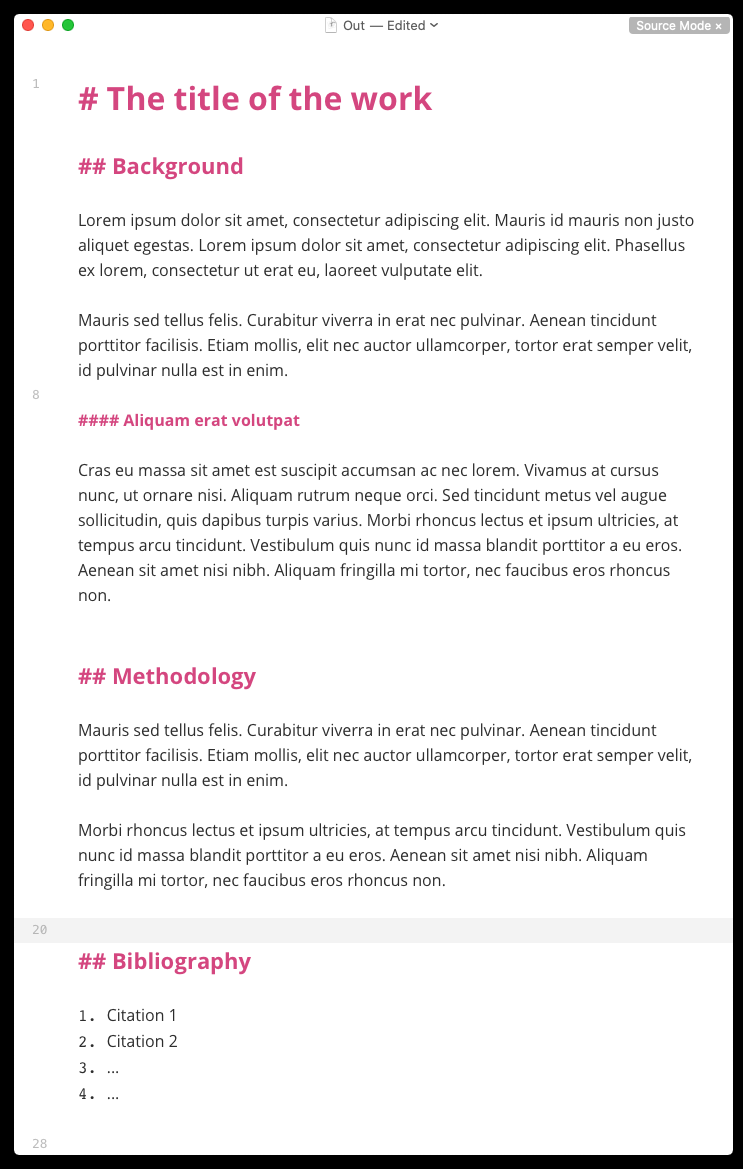 Out — Edited
Source Mode ×
1
# The title of the work
## Background
Lorem ipsum dolor sit amet, consectetur adipiscing elit. Mauris id mauris non justo
aliquet egestas. Lorem ipsum dolor sit amet, consectetur adipiscing elit. Phasellus
ex lorem, consectetur ut erat eu, laoreet vulputate elit.
Mauris sed tellus felis. Curabitur viverra in erat nec pulvinar. Aenean tincidunt
porttitor facilisis. Etiam mollis, elit nec auctor ullamcorper, tortor erat semper velit,
id pulvinar nulla est in enim.
8
#### Aliquam erat volutpat
Cras eu massa sit amet est suscipit accumsan ac nec lorem. Vivamus at cursus
nunc, ut ornare nisi. Aliquam rutrum neque orci. Sed tincidunt metus vel augue
sollicitudin, quis dapibus turpis varius. Morbi rhoncus lectus et ipsum ultricies, at
tempus arcu tincidunt. Vestibulum quis nunc id massa blandit porttitor a eu eros.
Aenean sit amet nisi nibh. Aliquam fringilla mi tortor, nec faucibus eros rhoncus
non.
## Methodology
Mauris sed tellus felis. Curabitur viverra in erat nec pulvinar. Aenean tincidunt
porttitor facilisis. Etiam mollis, elit nec auctor ullamcorper, tortor erat semper velit,
id pulvinar nulla est in enim.
Morbi rhoncus lectus et ipsum ultricies, at tempus arcu tincidunt. Vestibulum quis
nunc id massa blandit porttitor a eu eros. Aenean sit amet nisi nibh. Aliquam
fringilla mi tortor, nec faucibus eros rhoncus non.
20
## Bibliography
1. Citation 1
2. Citation 2
3. ...
4. ...
28